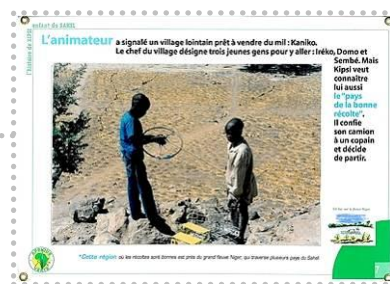 enfant du SAHEL
L'animateur a signalé un village lointain prêt à vendre du mil : Kaniko.
Le chef du village désigne trois jeunes gens pour y aller : Iréko, Domo et
Sembé. Mais
Kipsi veut
connaître
lui aussi
le "pays
de la bonne
récolte".
Il confie
son camion
à un copain
et décide
de partir.
"Cette région où les récoltes sont bonnes est près du grand fleuve Niger, qui traverse plusieurs pays du Sahel.